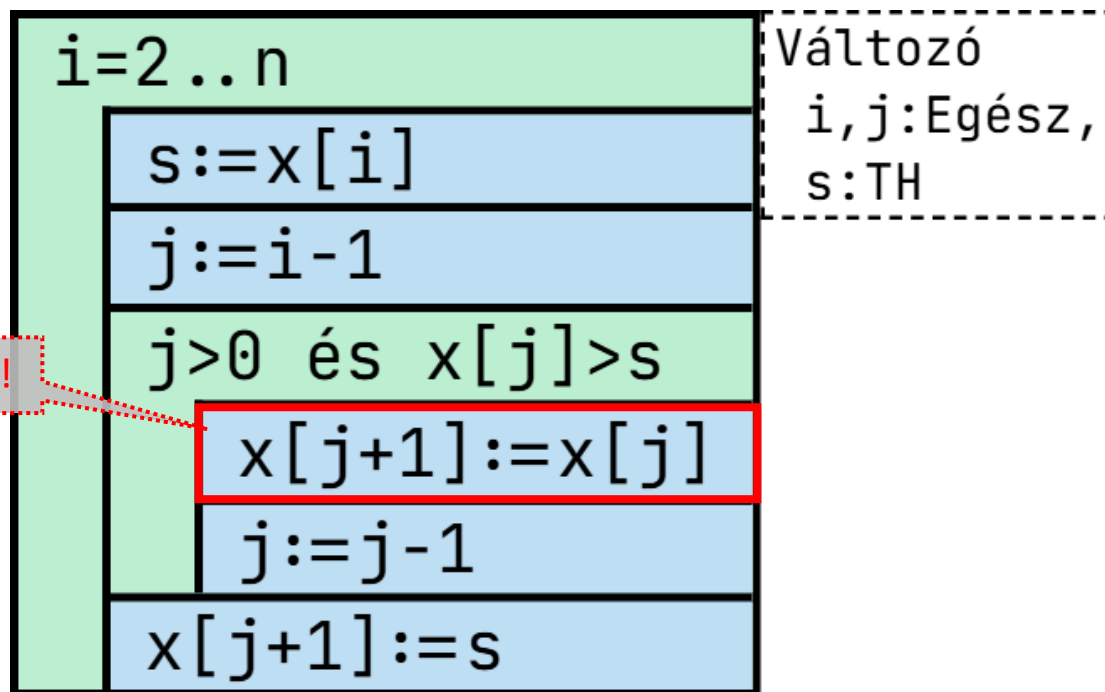 i=2..n
s:=x[i]
j:=i-1
j>0 és x[j]>s
x[j+1]:=x[j]
j:=j-1
x[j+1]:=s
!
Változó
i,j:Egész,
s:TH